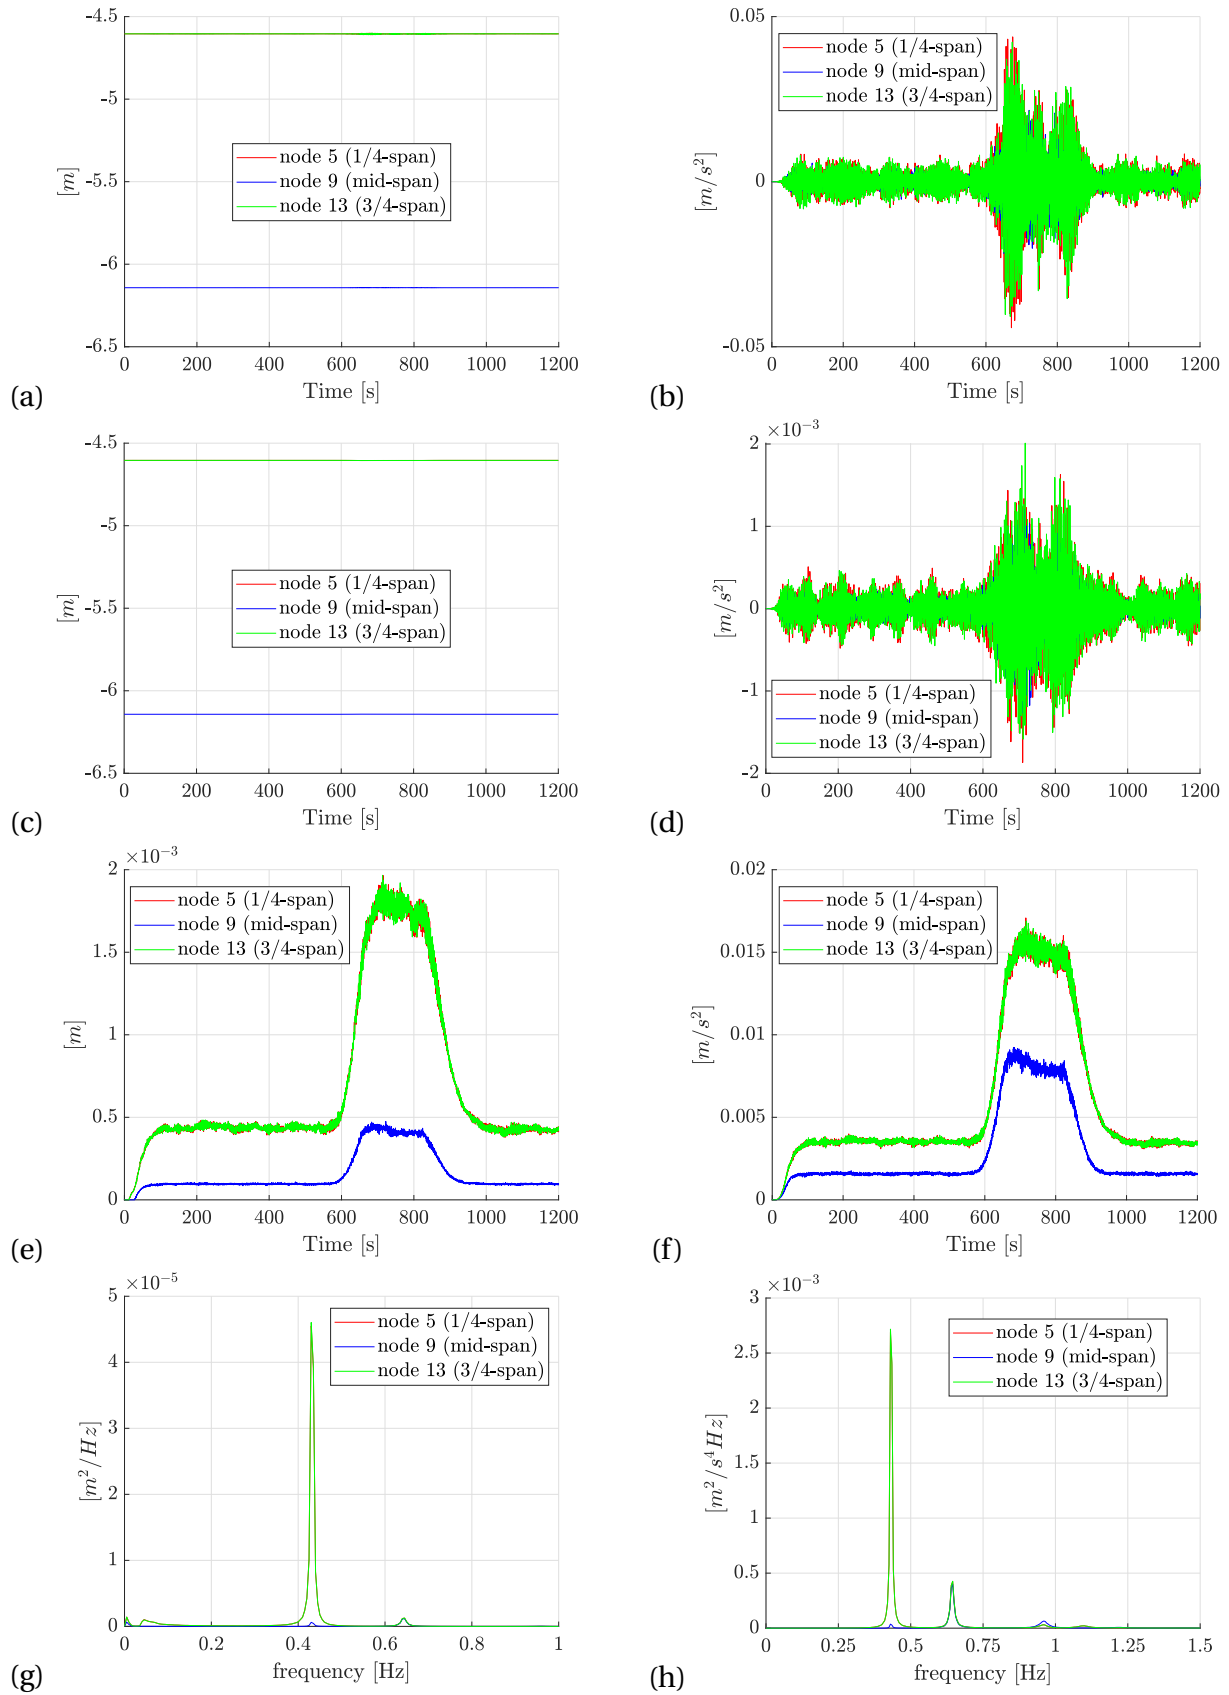 -4.5
-5
-5.5
-6
-6.5
[m]
node 5 (1/4-span)
node 9 (mid-span)
node 13 (3/4-span)
0 200 400 600 800 1000 1200
Time [s]
(a)
0.05
0
-0.05
[m/s²]
node 5 (1/4-span)
node 9 (mid-span)
node 13 (3/4-span)
0 200 400 600 800 1000 1200
Time [s]
(b)
-4.5
-5
-5.5
-6
-6.5
[m]
node 5 (1/4-span)
node 9 (mid-span)
node 13 (3/4-span)
0 200 400 600 800 1000 1200
Time [s]
(c)
×10⁻³
2
1
0
-1
-2
[m/s²]
node 5 (1/4-span)
node 9 (mid-span)
node 13 (3/4-span)
0 200 400 600 800 1000 1200
Time [s]
(d)
×10⁻³
2
1.5
1
0.5
0
[m]
node 5 (1/4-span)
node 9 (mid-span)
node 13 (3/4-span)
0 200 400 600 800 1000 1200
Time [s]
(e)
0.02
0.015
0.01
0.005
0
[m/s²]
node 5 (1/4-span)
node 9 (mid-span)
node 13 (3/4-span)
0 200 400 600 800 1000 1200
Time [s]
(f)
×10⁻⁵
5
4
3
2
1
0
[m²/Hz]
node 5 (1/4-span)
node 9 (mid-span)
node 13 (3/4-span)
0 0.2 0.4 0.6 0.8 1
frequency [Hz]
(g)
×10⁻³
3
2.5
2
1.5
1
0.5
0
[m²/s⁴Hz]
node 5 (1/4-span)
node 9 (mid-span)
node 13 (3/4-span)
0 0.25 0.5 0.75 1 1.25 1.5
frequency [Hz]
(h)